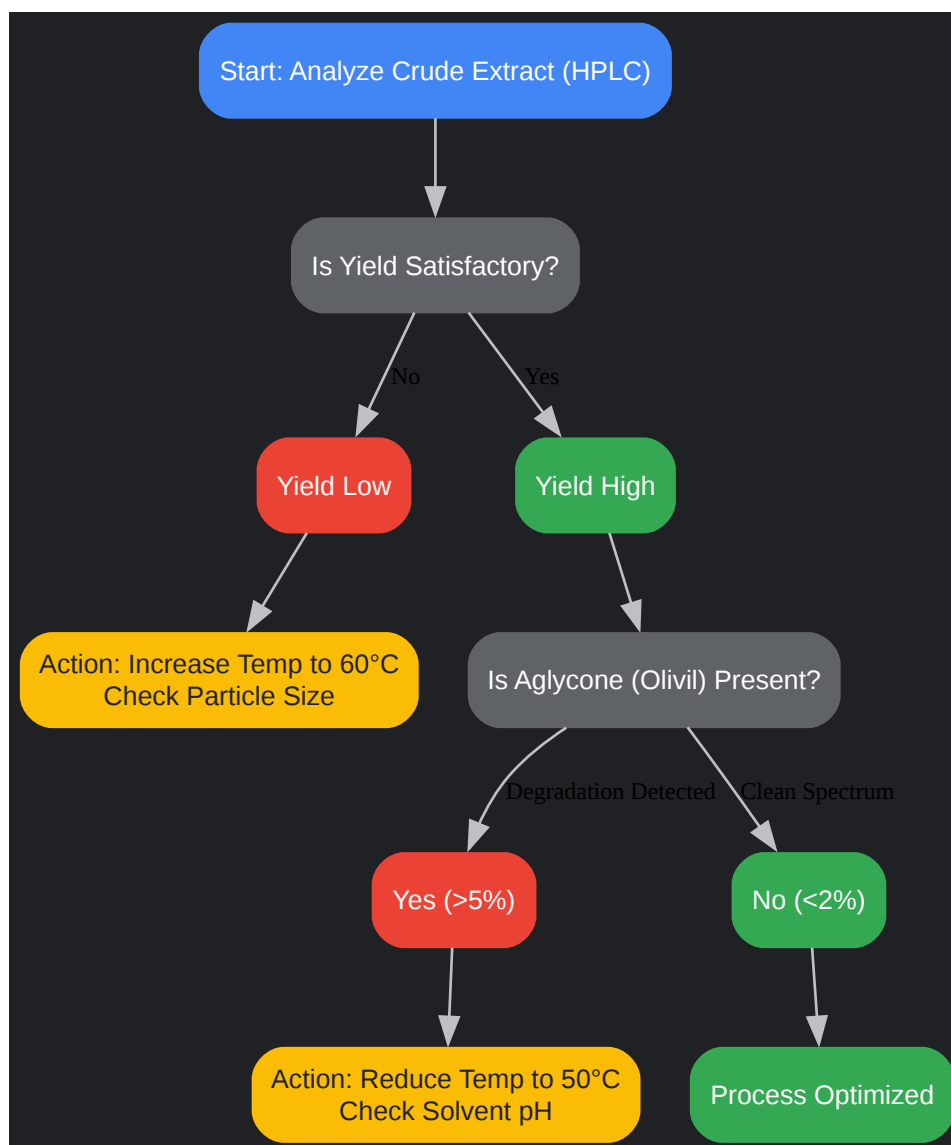 Start: Analyze Crude Extract (HPLC)
Is Yield Satisfactory?
No
Yes
Yield Low
Yield High
Action: Increase Temp to 60°C
Check Particle Size
Is Aglycone (Olivil) Present?
Degradation Detected
Clean Spectrum
Yes (>5%)
No (<2%)
Action: Reduce Temp to 50°C
Check Solvent pH
Process Optimized